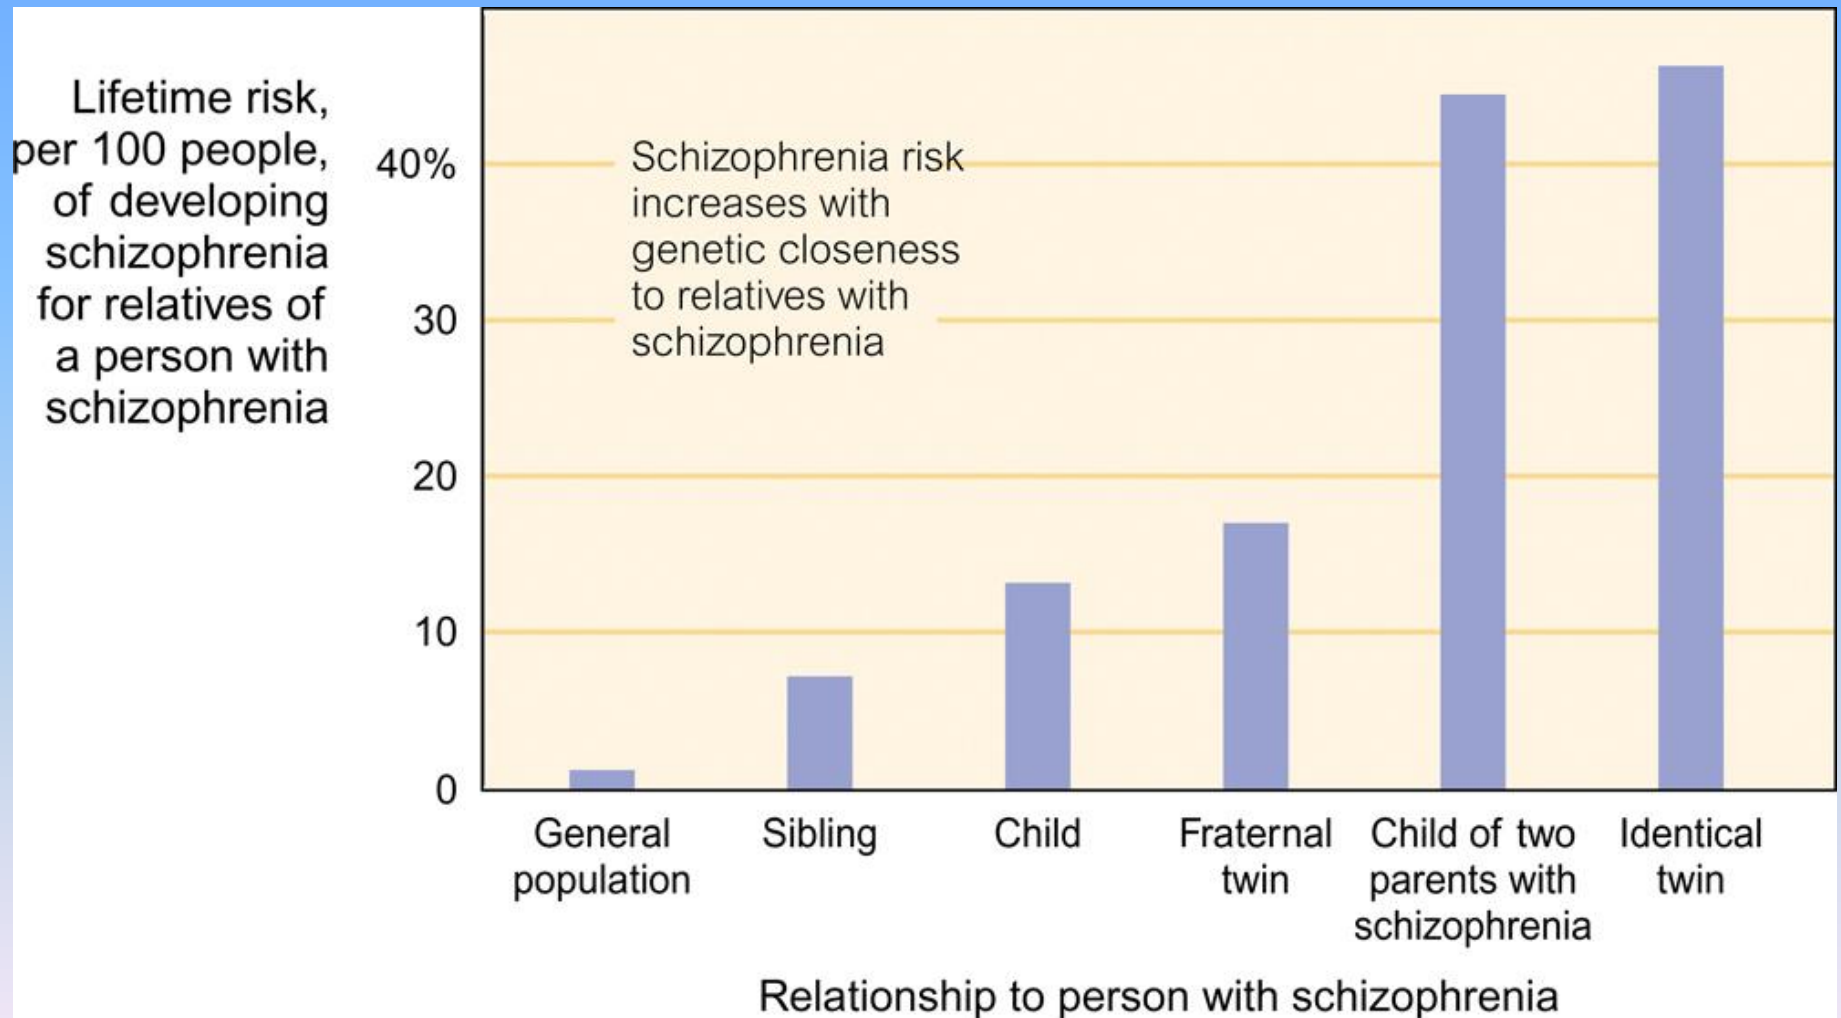 Lifetime risk,
per 100 people,
of developing
schizophrenia
for relatives of
a person with
schizophrenia
40%
30
20
10
0
Schizophrenia risk
increases with
genetic closeness
to relatives with
schizophrenia
General
population
Sibling
Child
Fraternal
twin
Child of two
parents with
schizophrenia
Identical
twin
Relationship to person with schizophrenia